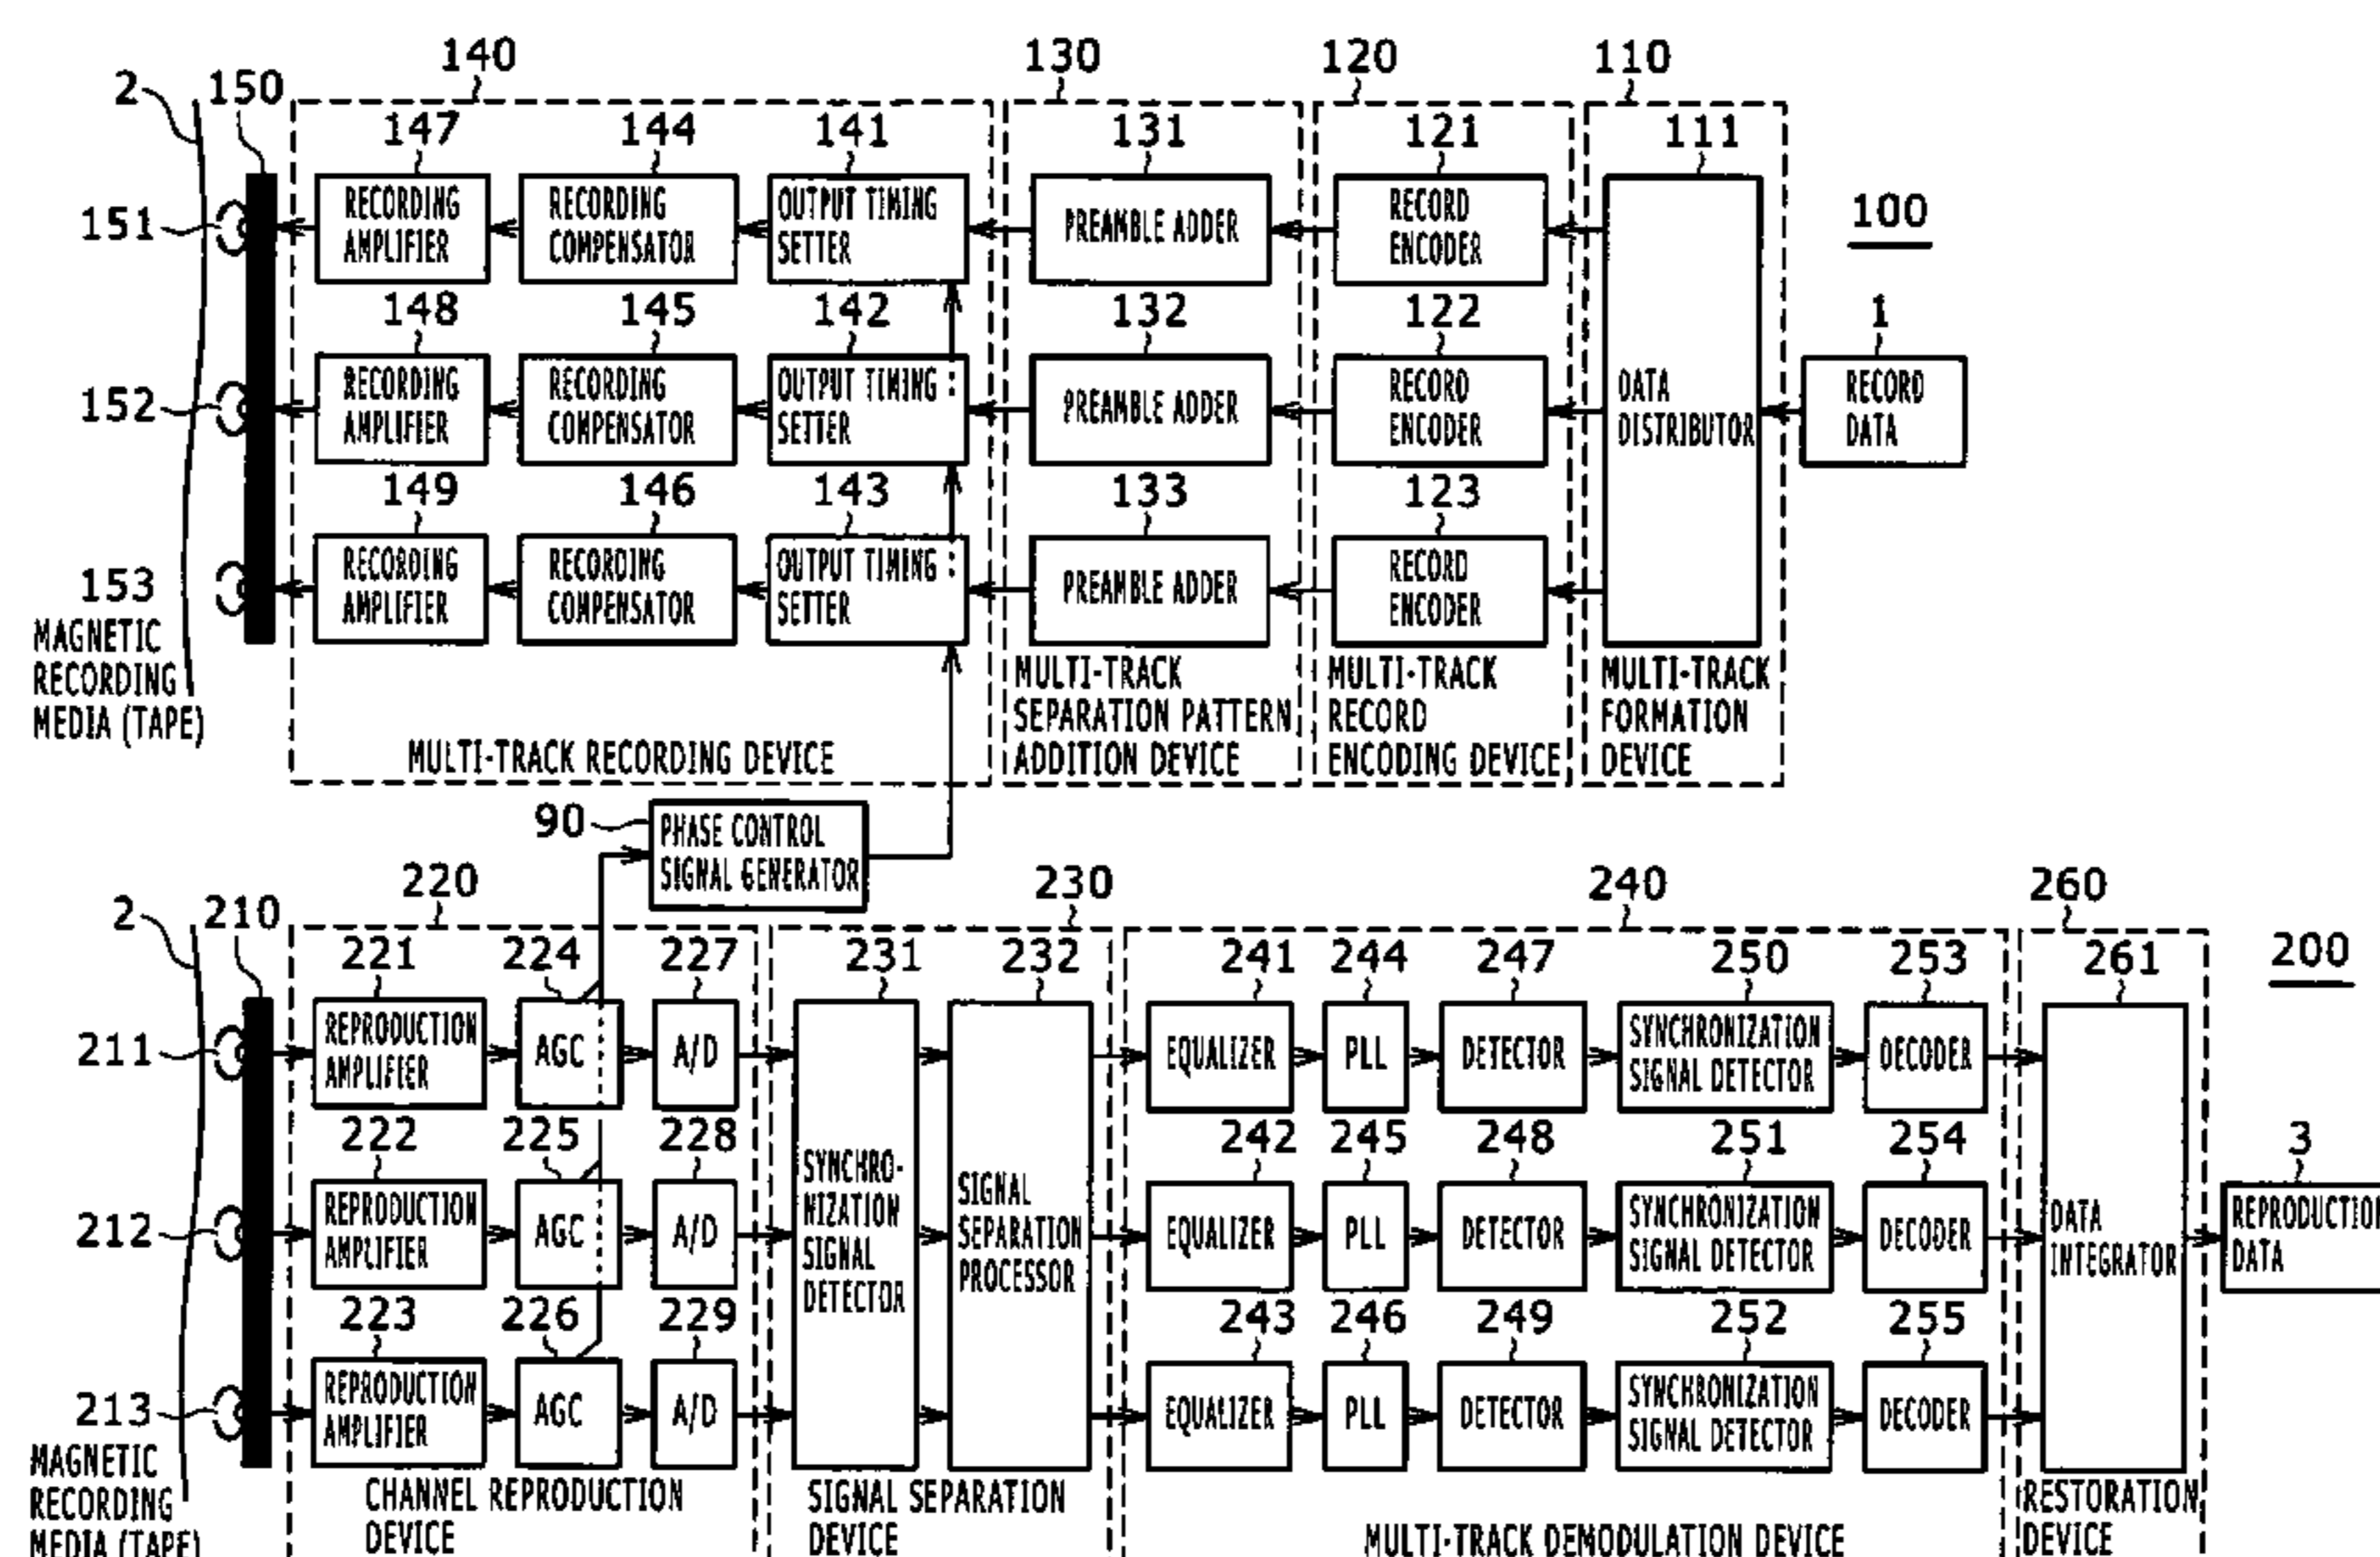 140 130 120 110
2 150 147 144 141 131 121 111
RECORDING AMPLIFIER
RECORDING COMPENSATOR
OUTPUT TIMING SETTER
PREAMBLE ADDER
RECORD ENCODER
100
151
148 145 142 132 122 1
RECORDING AMPLIFIER
RECORDING COMPENSATOR
OUTPUT TIMING SETTER
PREAMBLE ADDER
RECORD ENCODER
DATA DISTRIBUTOR
RECORD DATA
152
149 146 143 133 123
RECORDING AMPLIFIER
RECORDING COMPENSATOR
OUTPUT TIMING SETTER
PREAMBLE ADDER
RECORD ENCODER
153
MAGNETIC
RECORDING
MEDIA (TAPE)
MULTI-TRACK RECORDING DEVICE
MULTI-TRACK
SEPARATION PATTERN
ADDITION DEVICE
MULTI-TRACK
RECORD
ENCODING DEVICE
MULTI-TRACK
FORMATION
DEVICE
90
PHASE CONTROL
SIGNAL GENERATOR
220 230 240 260
2 210 221 224 227 231 232 241 244 247 250 253 261
200
REPRODUCTION
AMPLIFIER
AGC
A/D
EQUALIZER
PLL
DETECTOR
SYNCHRONIZATION
SIGNAL DETECTOR
DECODER
211
222 225 228 242 245 248 251 254 3
REPRODUCTION
AMPLIFIER
AGC
A/D
SYNCHRO-
NIZATION
SIGNAL
DETECTOR
SIGNAL
SEPARATION
PROCESSOR
EQUALIZER
PLL
DETECTOR
SYNCHRONIZATION
SIGNAL DETECTOR
DECODER
DATA
INTEGRATOR
REPRODUCTION
DATA
212
223 226 229 243 246 249 252 255
REPRODUCTION
AMPLIFIER
AGC
A/D
EQUALIZER
PLL
DETECTOR
SYNCHRONIZATION
SIGNAL DETECTOR
DECODER
213
MAGNETIC
RECORDING
MEDIA (TAPE)
CHANNEL REPRODUCTION
DEVICE
SIGNAL SEPARATION
DEVICE
MULTI-TRACK DEMODULATION DEVICE
RESTORATION
DEVICE